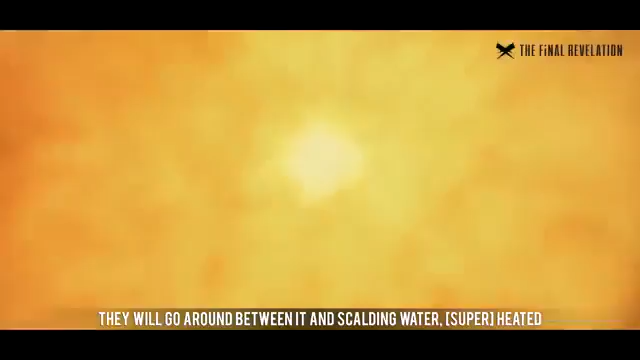 THE FINAL REVELATION
THEY WILL GO AROUND BETWEEN IT AND SCALDING WATER, [SUPER] HEATED